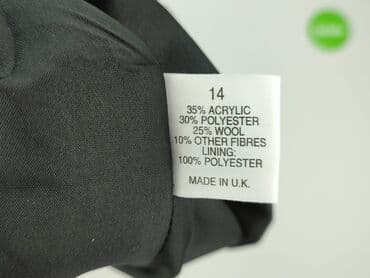 14
35% ACRYLIC
30% POLYESTER
25% WOOL
10% OTHER FIBRES
LINING:
100% POLYESTER
MADE IN U.K.